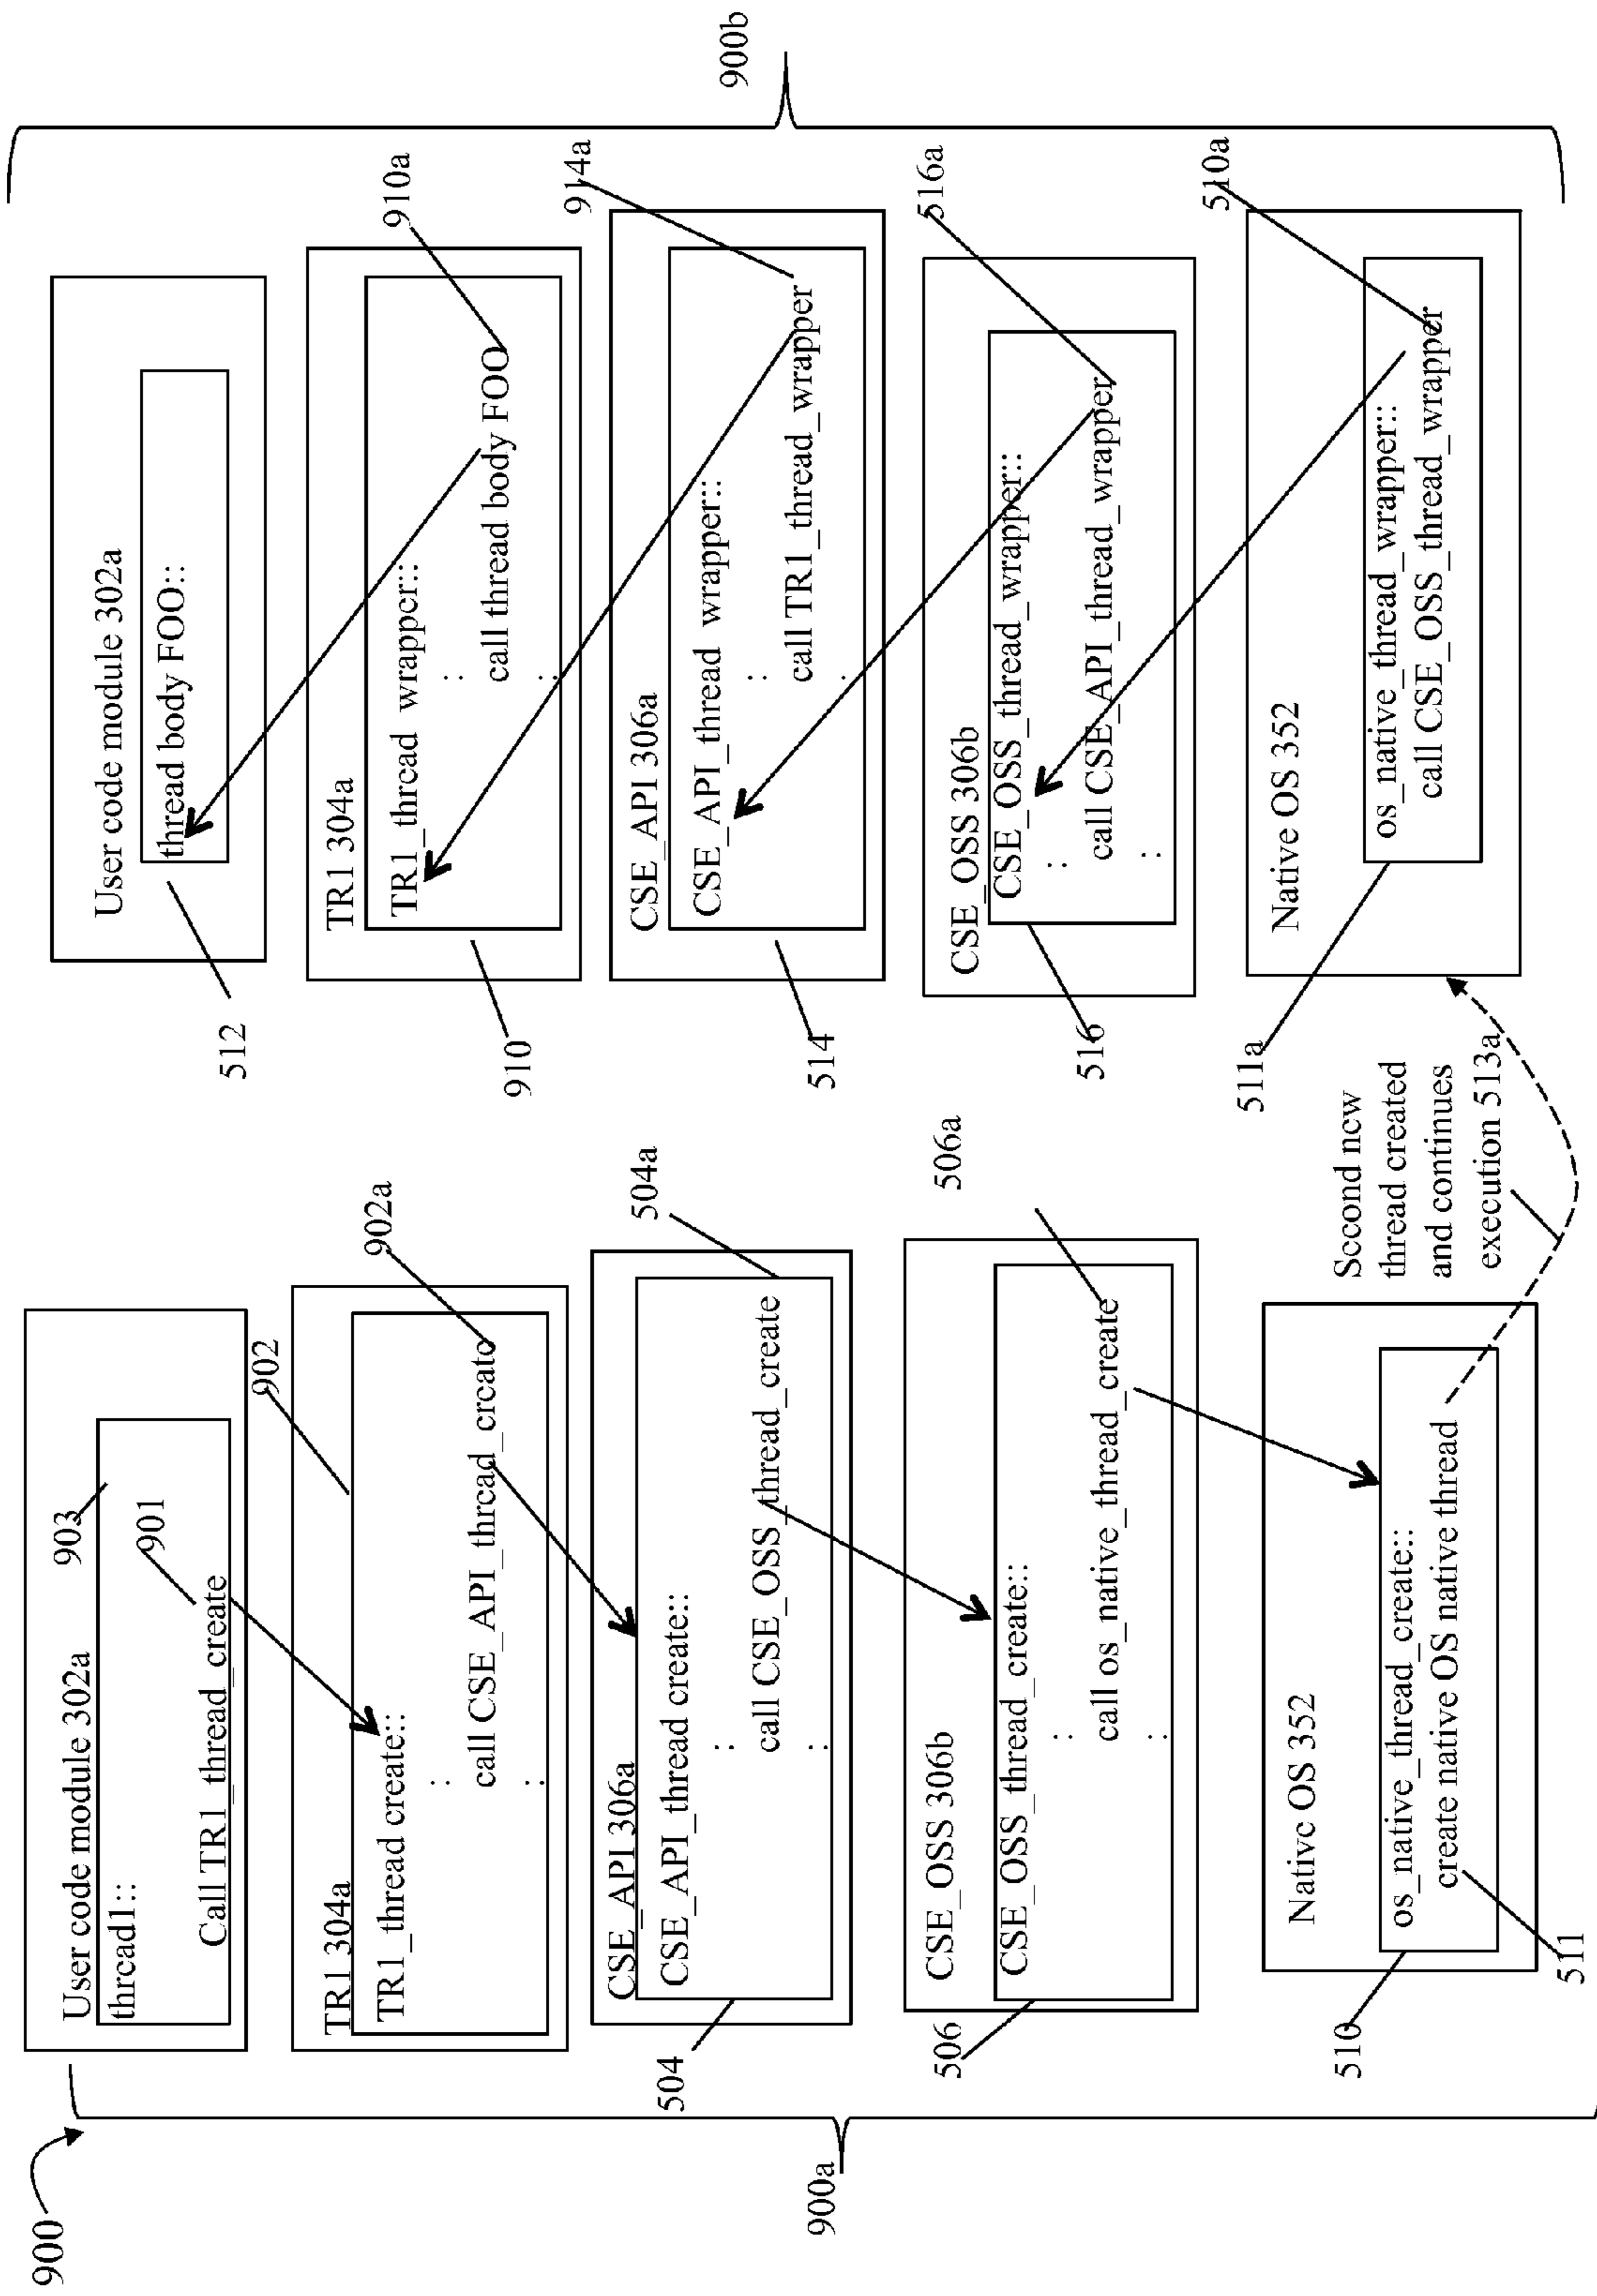 900
900a
User code module 302a
903
thread1::
901
Call TR1_thread_create
902
TR1 304a
902a
TR1_thread create::
:
call CSE_API_thread_create
:
CSE_API 306a
504a
CSE_API_thread create::
:
call CSE_OSS_thread_create
:
504
CSE_OSS 306b
506a
CSE_OSS_thread_create::
:
call os_native_thread_create
:
506
Native OS 352
os_native_thread_create::
create native OS native thread
510
511
Second new
thread created
and continues
execution 513a
900b
User code module 302a
thread body FOO::
512
TR1 304a
910a
TR1_thread wrapper::
:
call thread body FOO
:
910
CSE_API 306a
914a
CSE_API_thread wrapper::
:
call TR1_thread_wrapper
:
514
CSE_OSS 306b
516a
CSE_OSS_thread_wrapper::
:
call CSE_API_thread_wrapper
:
516
Native OS 352
510a
os_native_thread_wrapper::
call CSE_OSS_thread_wrapper
511a